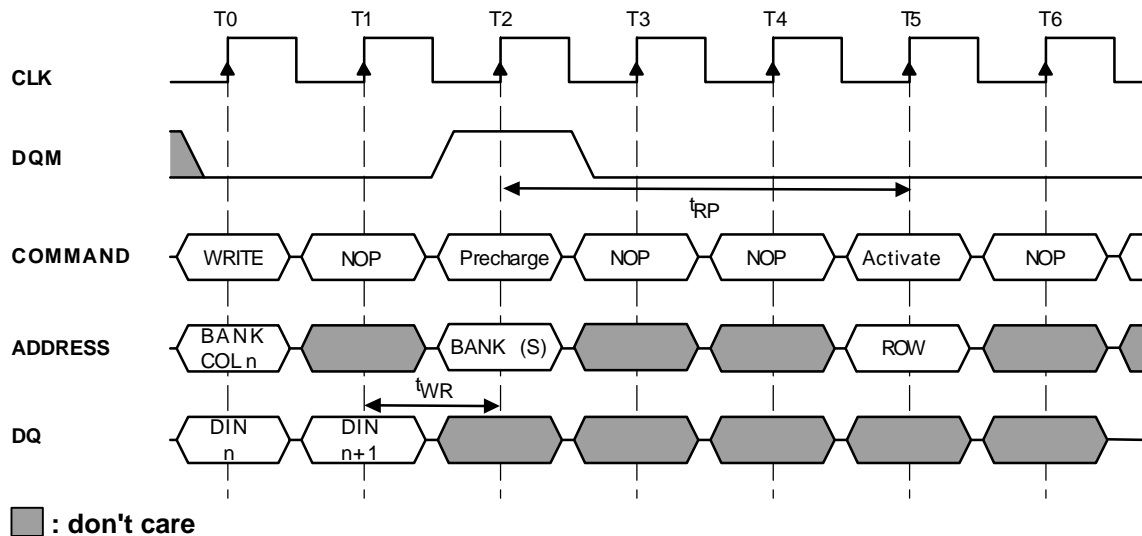 T0 T1 T2 T3 T4 T5 T6
CLK
DQM
tRP
COMMAND WRITE NOP Precharge NOP NOP Activate NOP
ADDRESS BANK COL n BANK (S) ROW
tWR
DQ DIN n DIN n+1
: don't care